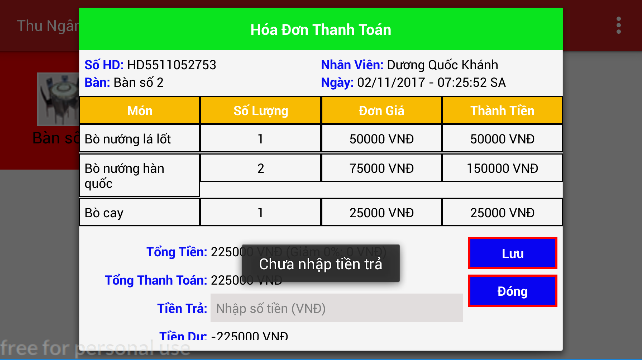 Thu Ngân
Hóa Đơn Thanh Toán
Số HD: HD5511052753
Nhân Viên: Dương Quốc Khánh
Bàn: Bàn số 2
Ngày: 02/11/2017 - 07:25:52 SA
Món Số Lượng Đơn Giá Thành Tiền
Bò nướng lá lốt 1 50000 VNĐ 50000 VNĐ
Bò nướng hàn quốc 2 75000 VNĐ 150000 VNĐ
Bò cay 1 25000 VNĐ 25000 VNĐ
Bàn số
Tổng Tiền: 225000 VNĐ (Giảm 0%: 0 VNĐ)
Lưu
Chưa nhập tiền trả
Tổng Thanh Toán: 225000 VNĐ
Đóng
Tiền Trả: Nhập số tiền (VNĐ)
Tiền Dư: -225000 VNĐ
free for personal use